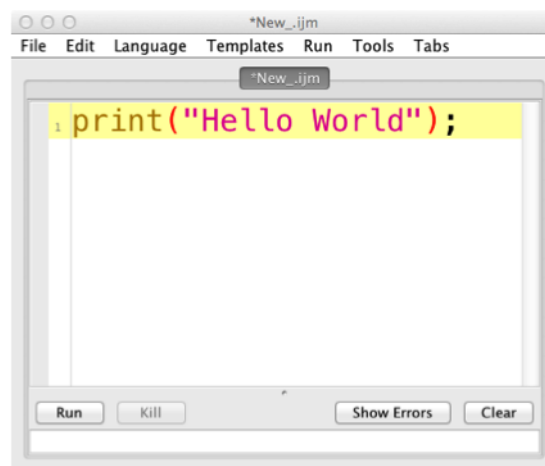 *New_.ijm
File Edit Language Templates Run Tools Tabs
*New_.ijm
1 print("Hello World");
Run Kill Show Errors Clear